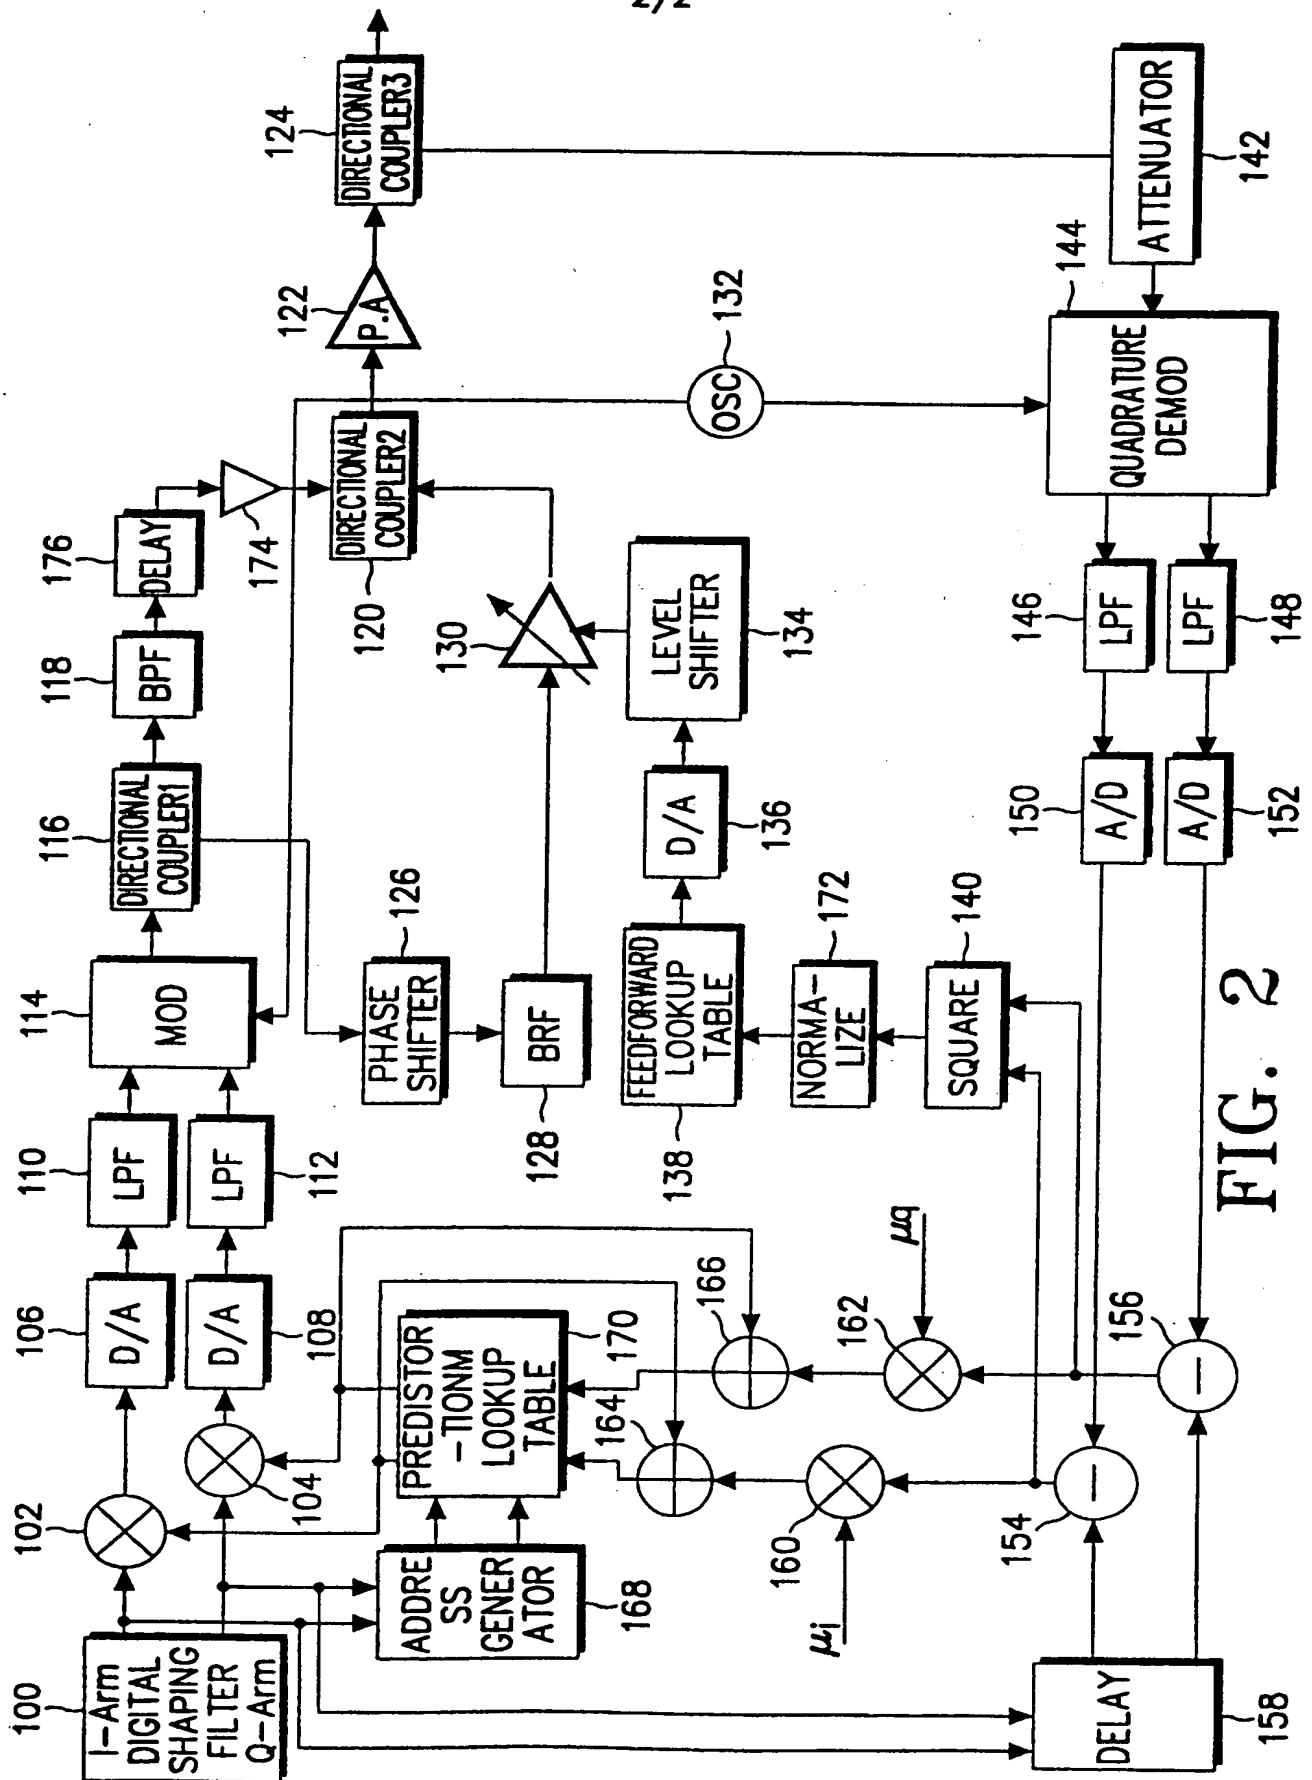 2/2
100
I-Arm
DIGITAL
SHAPING
FILTER
Q-Arm
102
104
106
D/A
D/A
108
110
LPF
LPF
112
114
MOD
116
DIRECTIONAL
COUPLER1
118
BPF
176
DELAY
174
DIRECTIONAL
COUPLER2
120
122
P.A
124
DIRECTIONAL
COUPLER3
126
PHASE
SHIFTER
BRF
128
130
OSC
132
LEVEL
SHIFTER
134
D/A
136
FEEDFORWARD
LOOKUP
TABLE
138
172
NORMA-
LIZE
140
SQUARE
ADDRE
SS
GENER
ATOR
168
PREDISTOR
-TIONM
LOOKUP
TABLE
170
164
166
μq
162
160
μi
ATTENUATOR
142
144
QUADRATURE
DEMOD
146
LPF
LPF
148
150
A/D
A/D
152
154
156
DELAY
158
FIG. 2